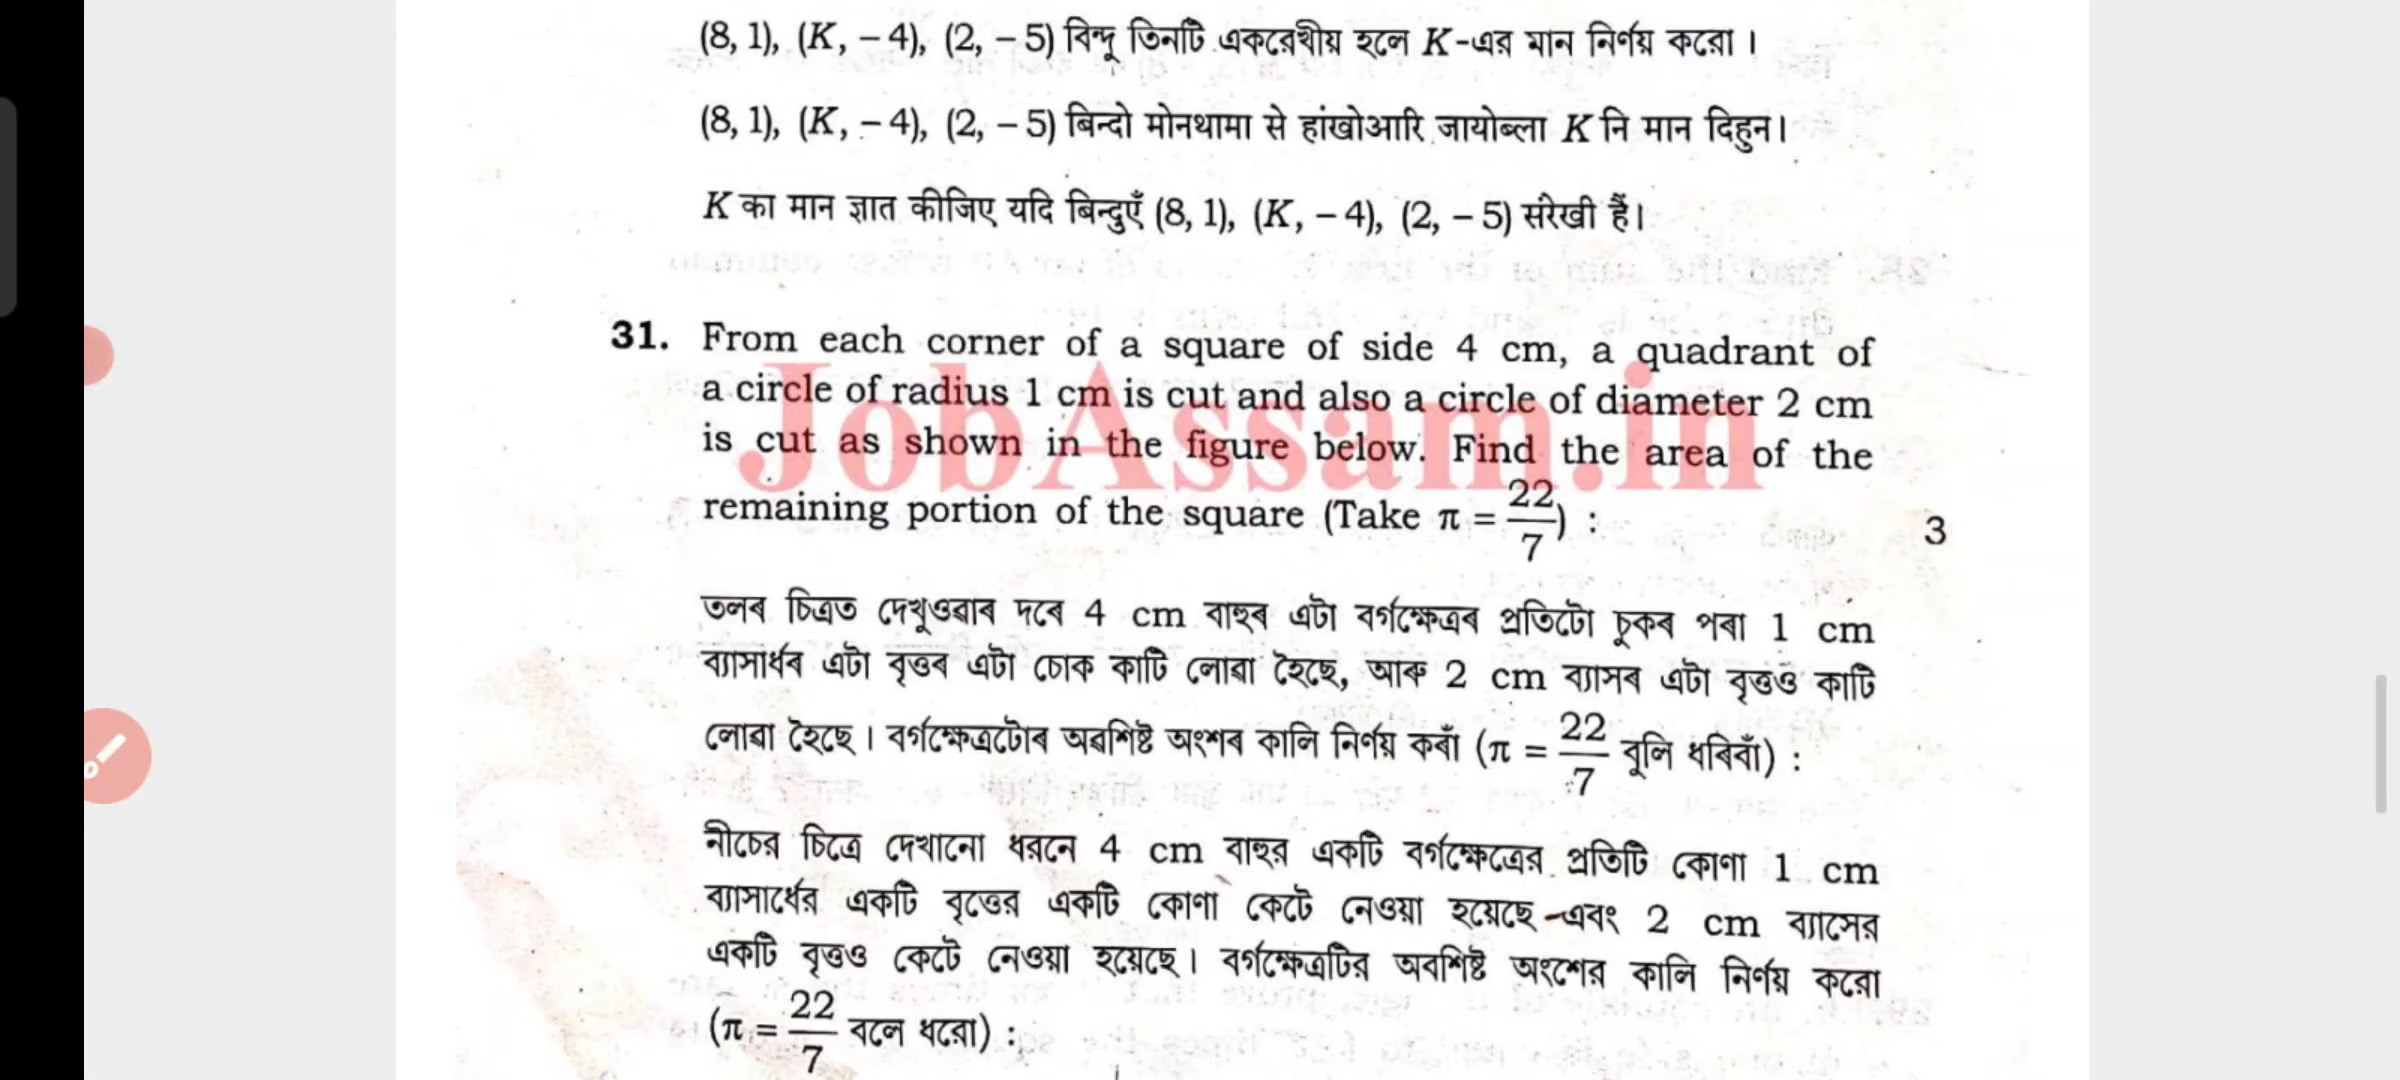 (8, 1), (K, – 4), (2, – 5) বিন্দু তিনটি একরেখীয় হলে K-এর মান নির্ণয় করো ।
(8, 1), (K, – 4), (2, – 5) बिन्दो मोनथामा से हांखोआरि जायोब्ला K नि मान दिहुन।
K का मान ज्ञात कीजिए यदि बिन्दुएँ (8, 1), (K, – 4), (2, – 5) संरेखी हैं।
31. From each corner of a square of side 4 cm, a quadrant of
a circle of radius 1 cm is cut and also a circle of diameter 2 cm
is cut as shown in the figure below. Find the area of the
remaining portion of the square (Take π = 22/7) : 3
JobAssam.in
তলৰ চিত্ৰত দেখুওৱাৰ দৰে 4 cm বাহুৰ এটা বৰ্গক্ষেত্ৰৰ প্ৰতিটো চুকৰ পৰা 1 cm
ব্যাসাৰ্ধৰ এটা বৃত্তৰ এটা চোক কাটি লোৱা হৈছে, আৰু 2 cm ব্যাসৰ এটা বৃত্তও কাটি
লোৱা হৈছে । বৰ্গক্ষেত্ৰটোৰ অৱশিষ্ট অংশৰ কালি নিৰ্ণয় কৰাঁ (π = 22/7 বুলি ধৰিবাঁ) :
নীচের চিত্রে দেখানো ধরনে 4 cm বাহুর একটি বর্গক্ষেত্রের প্রতিটি কোণা 1 cm
ব্যাসার্ধের একটি বৃত্তের একটি কোণা কেটে নেওয়া হয়েছে এবং 2 cm ব্যাসের
একটি বৃত্তও কেটে নেওয়া হয়েছে । বর্গক্ষেত্রটির অবশিষ্ট অংশের কালি নির্ণয় করো
(π = 22/7 বলে ধরো) :